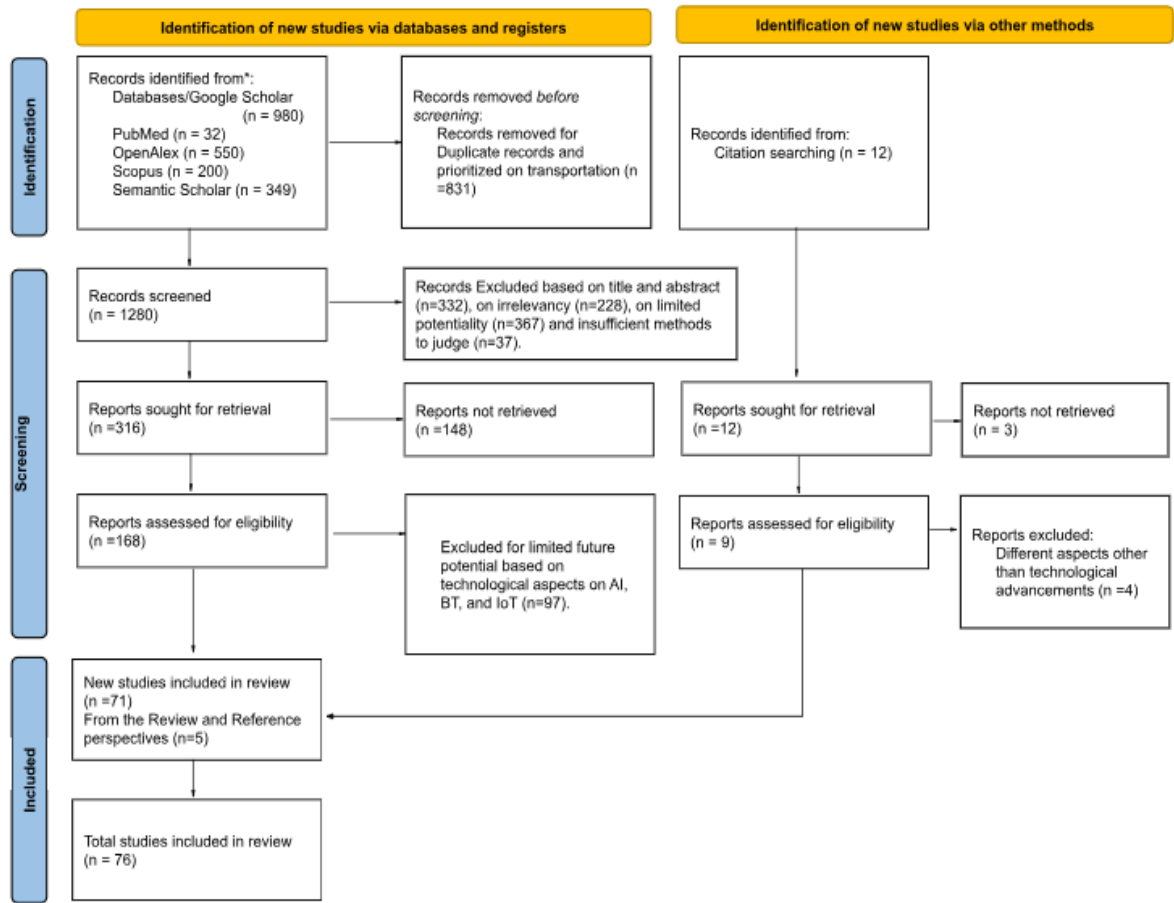 Identification of new studies via databases and registers
Identification of new studies via other methods
Identification
Records identified from*:
Databases/Google Scholar
(n = 980)
PubMed (n = 32)
OpenAlex (n = 550)
Scopus (n = 200)
Semantic Scholar (n = 349)
Records removed before
screening:
Records removed for
Duplicate records and
prioritized on transportation (n
=831)
Records identified from:
Citation searching (n = 12)
Screening
Records screened
(n = 1280)
Records Excluded based on title and abstract
(n=332), on irrelevancy (n=228), on limited
potentiality (n=367) and insufficient methods
to judge (n=37).
Reports sought for retrieval
(n =316)
Reports not retrieved
(n =148)
Reports sought for retrieval
(n =12)
Reports not retrieved
(n = 3)
Reports assessed for eligibility
(n =168)
Excluded for limited future
potential based on
technological aspects on AI,
BT, and IoT (n=97).
Reports assessed for eligibility
(n = 9)
Reports excluded:
Different aspects other
than technological
advancements (n =4)
Included
New studies included in review
(n =71)
From the Review and Reference
perspectives (n=5)
Total studies included in review
(n = 76)